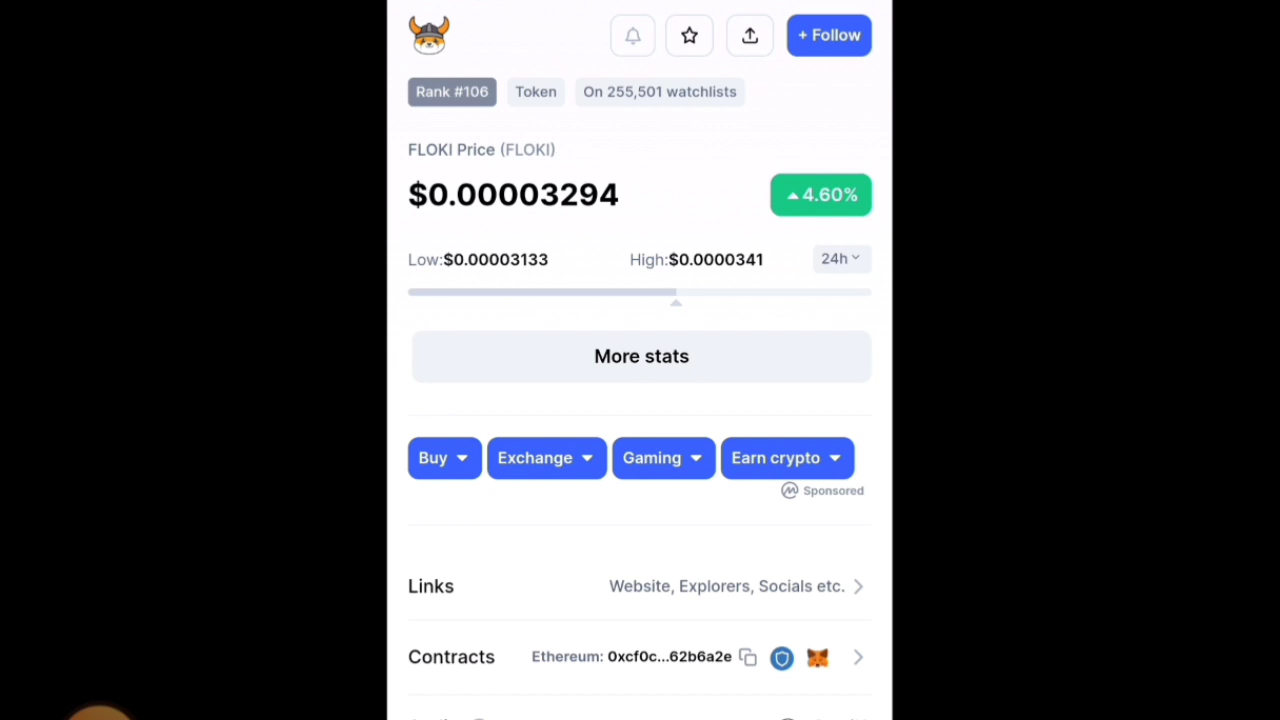 + Follow
Rank #106 Token On 255,501 watchlists
FLOKI Price (FLOKI)
$0.00003294 4.60%
Low:$0.00003133 High:$0.0000341 24h
More stats
Buy Exchange Gaming Earn crypto
Sponsored
Links Website, Explorers, Socials etc.
Contracts Ethereum: 0xcf0c...62b6a2e